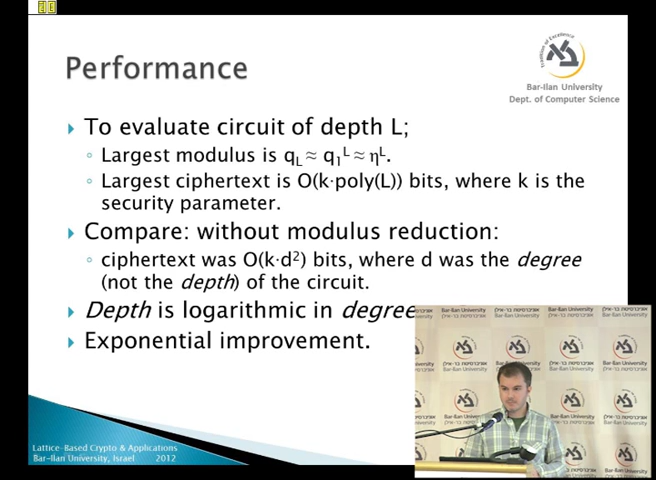 Performance
Bar-Ilan University
Dept. of Computer Science
To evaluate circuit of depth L;
Largest modulus is q_L ≈ q₁ᴸ ≈ ηᴸ.
Largest ciphertext is O(k·poly(L)) bits, where k is the
security parameter.
Compare: without modulus reduction:
ciphertext was O(k·d²) bits, where d was the degree
(not the depth) of the circuit.
Depth is logarithmic in degree
Exponential improvement.
Lattice-Based Crypto & Applications
Bar-Ilan University, Israel 2012